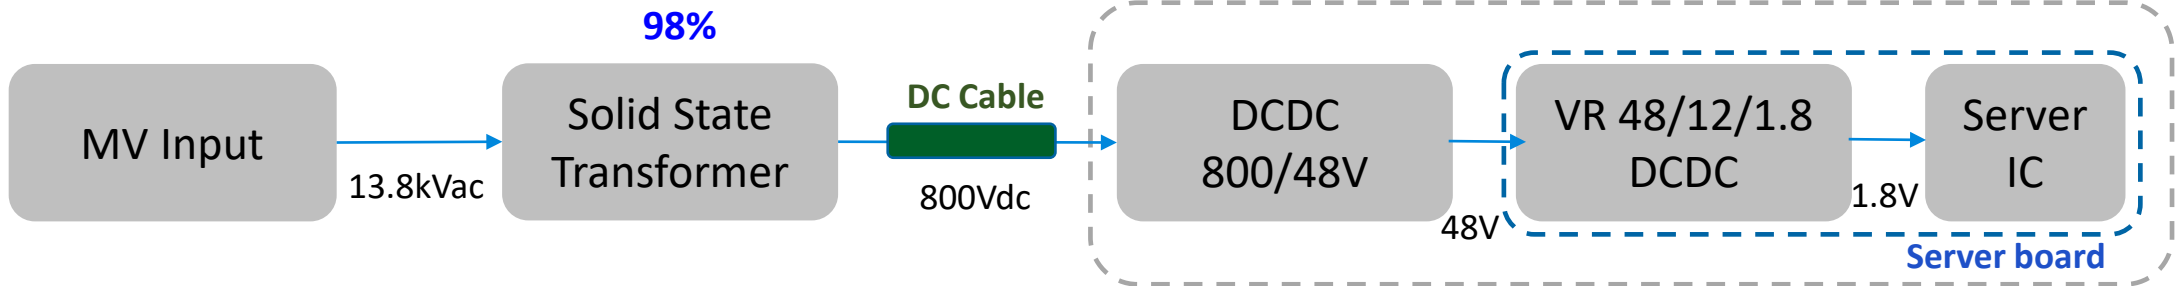 98%
MV Input
13.8kVac
Solid State
Transformer
DC Cable
800Vdc
DCDC
800/48V
48V
VR 48/12/1.8
DCDC
1.8V
Server
IC
Server board